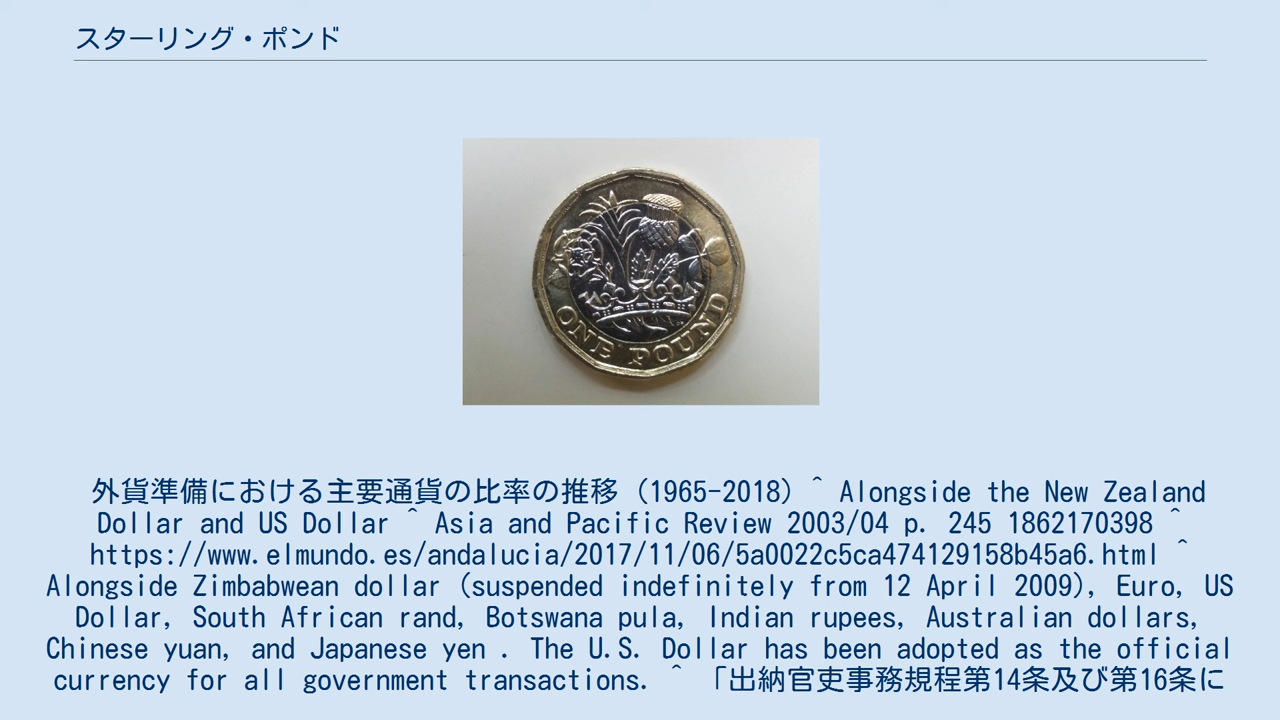 スターリング・ポンド
ONE POUND
外貨準備における主要通貨の比率の推移 (1965-2018) ^ Alongside the New Zealand
Dollar and US Dollar ^ Asia and Pacific Review 2003/04 p. 245 1862170398 ^
https://www.elmundo.es/andalucia/2017/11/06/5a0022c5ca474129158b45a6.html ^
Alongside Zimbabwean dollar (suspended indefinitely from 12 April 2009), Euro, US
Dollar, South African rand, Botswana pula, Indian rupees, Australian dollars,
Chinese yuan, and Japanese yen . The U.S. Dollar has been adopted as the official
currency for all government transactions. ^ 「出納官吏事務規程第14条及び第16条に